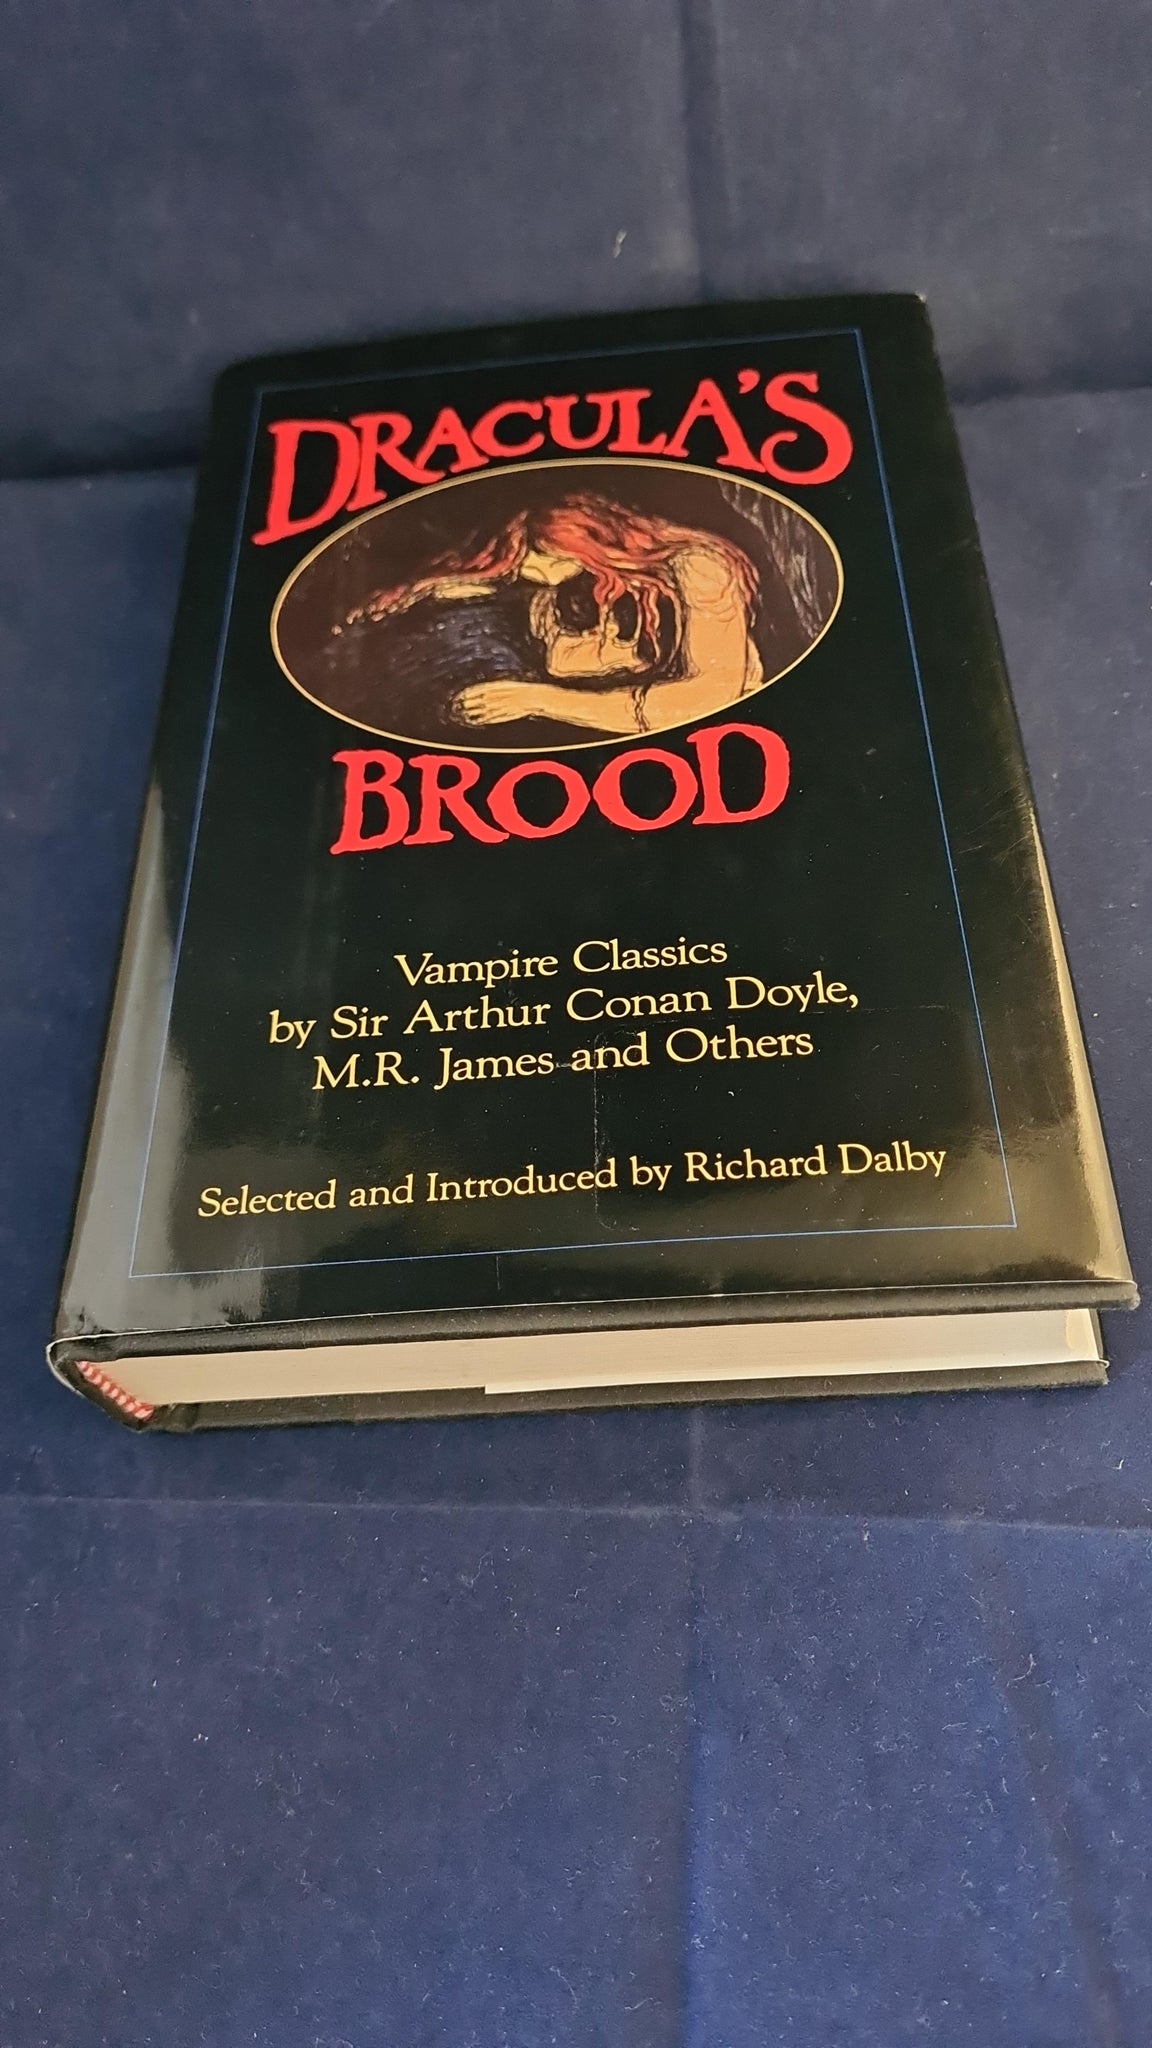 DRACULA'S
BROOD
Vampire Classics
by Sir Arthur Conan Doyle,
M.R. James and Others
Selected and Introduced by Richard Dalby